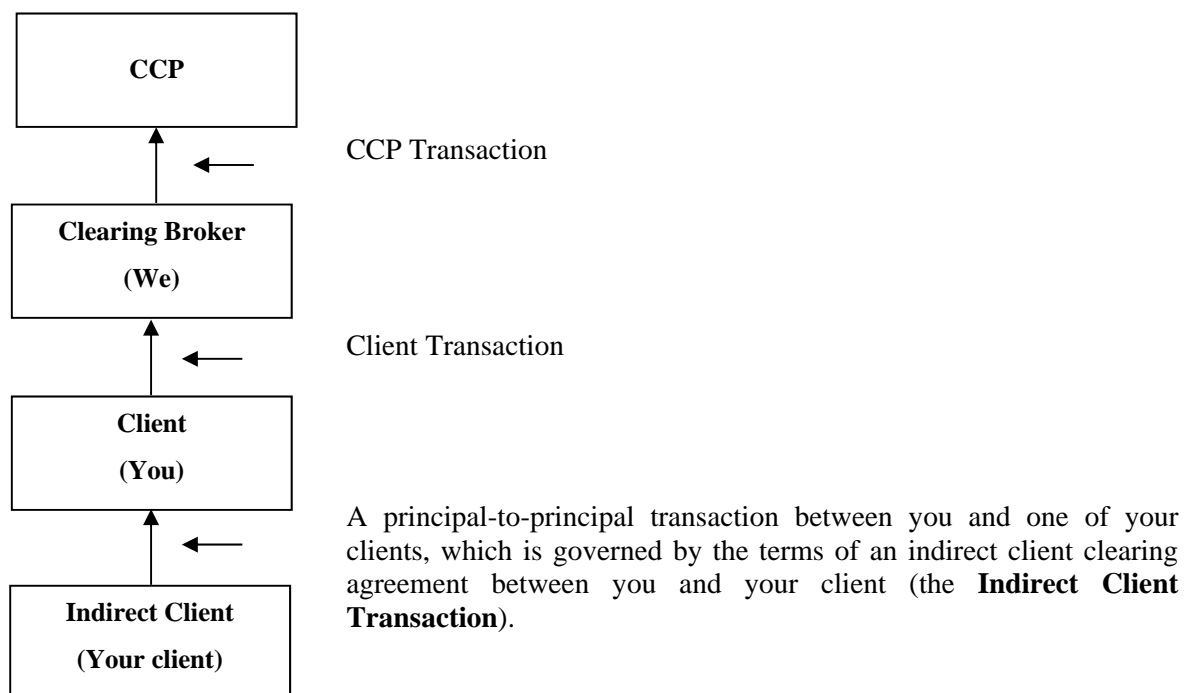 CCP
CCP Transaction
Clearing Broker
(We)
Client Transaction
Client
(You)
A principal-to-principal transaction between you and one of your
clients, which is governed by the terms of an indirect client clearing
agreement between you and your client (the Indirect Client
Transaction).
Indirect Client
(Your client)